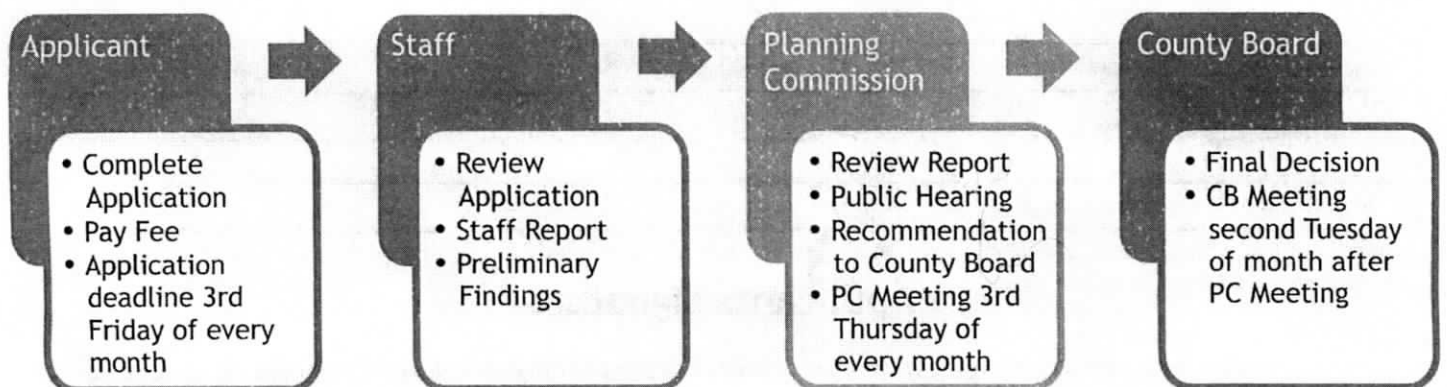 Applicant
• Complete
Application
• Pay Fee
• Application
deadline 3rd
Friday of every
month
Staff
• Review
Application
• Staff Report
• Preliminary
Findings
Planning
Commission
• Review Report
• Public Hearing
• Recommendation
to County Board
• PC Meeting 3rd
Thursday of
every month
County Board
• Final Decision
• CB Meeting
second Tuesday
of month after
PC Meeting